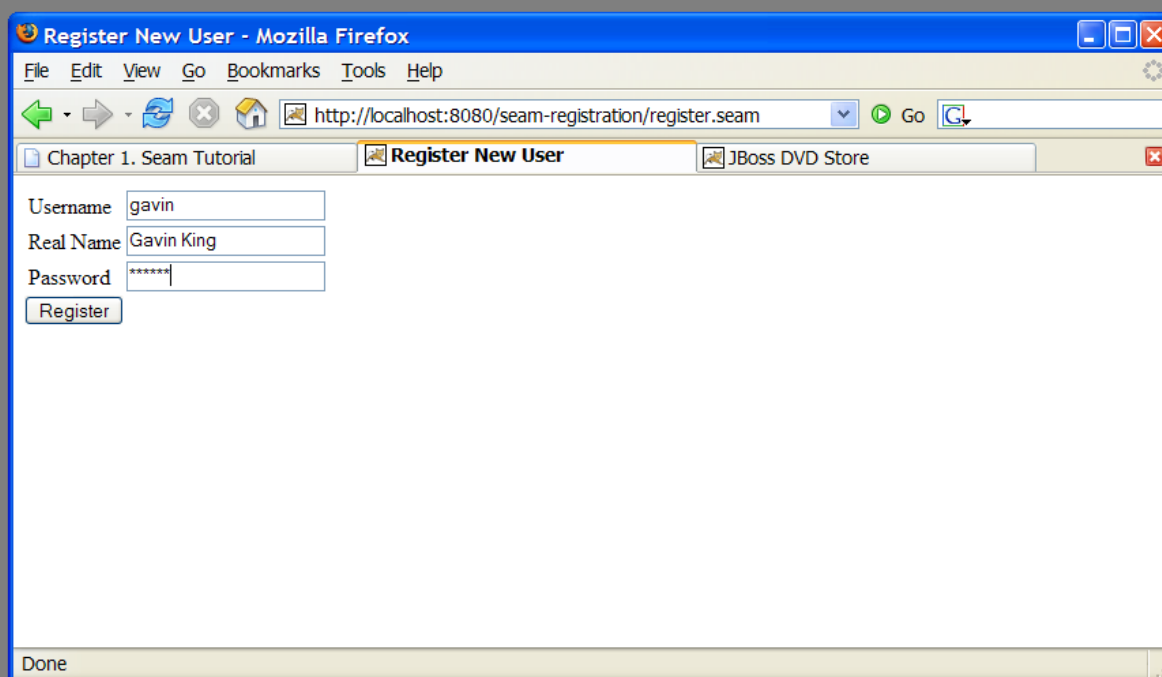 Register New User - Mozilla Firefox
File Edit View Go Bookmarks Tools Help
http://localhost:8080/seam-registration/register.seam Go G
Chapter 1. Seam Tutorial Register New User JBoss DVD Store
Username gavin
Real Name Gavin King
Password ******
Register
Done